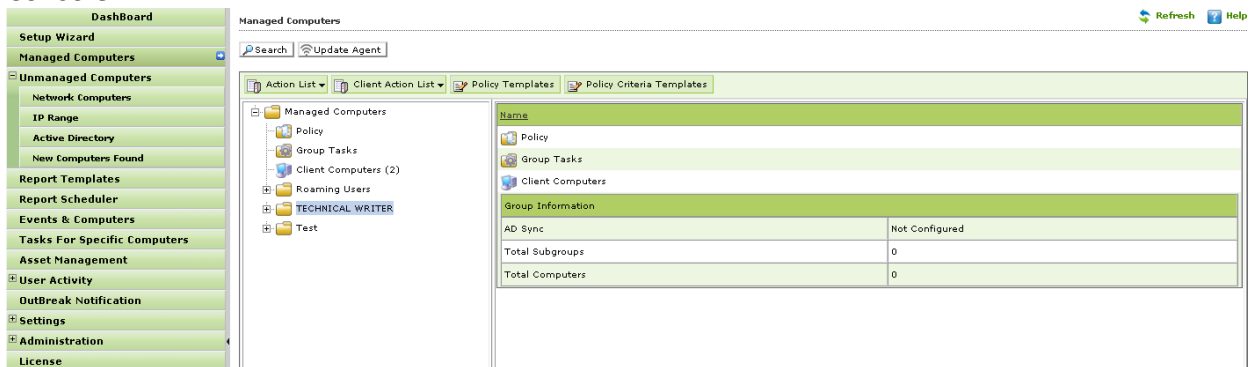 DashBoard
Setup Wizard
Managed Computers
Unmanaged Computers
Network Computers
IP Range
Active Directory
New Computers Found
Report Templates
Report Scheduler
Events & Computers
Tasks For Specific Computers
Asset Management
User Activity
OutBreak Notification
Settings
Administration
License
Managed Computers
Refresh Help
Search Update Agent
Action List Client Action List Policy Templates Policy Criteria Templates
Managed Computers
Policy
Group Tasks
Client Computers (2)
Roaming Users
TECHNICAL WRITER
Test
Name
Policy
Group Tasks
Client Computers
Group Information
AD Sync Not Configured
Total Subgroups 0
Total Computers 0